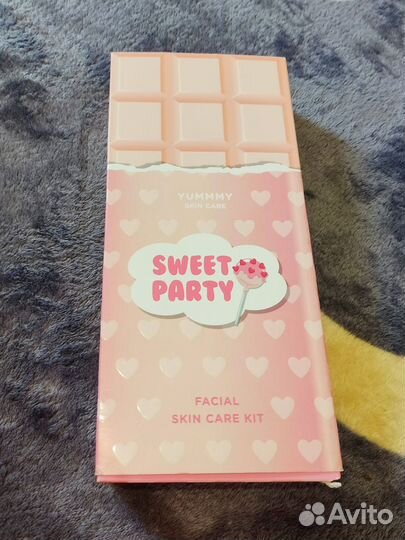 YUMMMY
SKIN CARE
SWEET
PARTY
FACIAL
SKIN CARE KIT
Avito